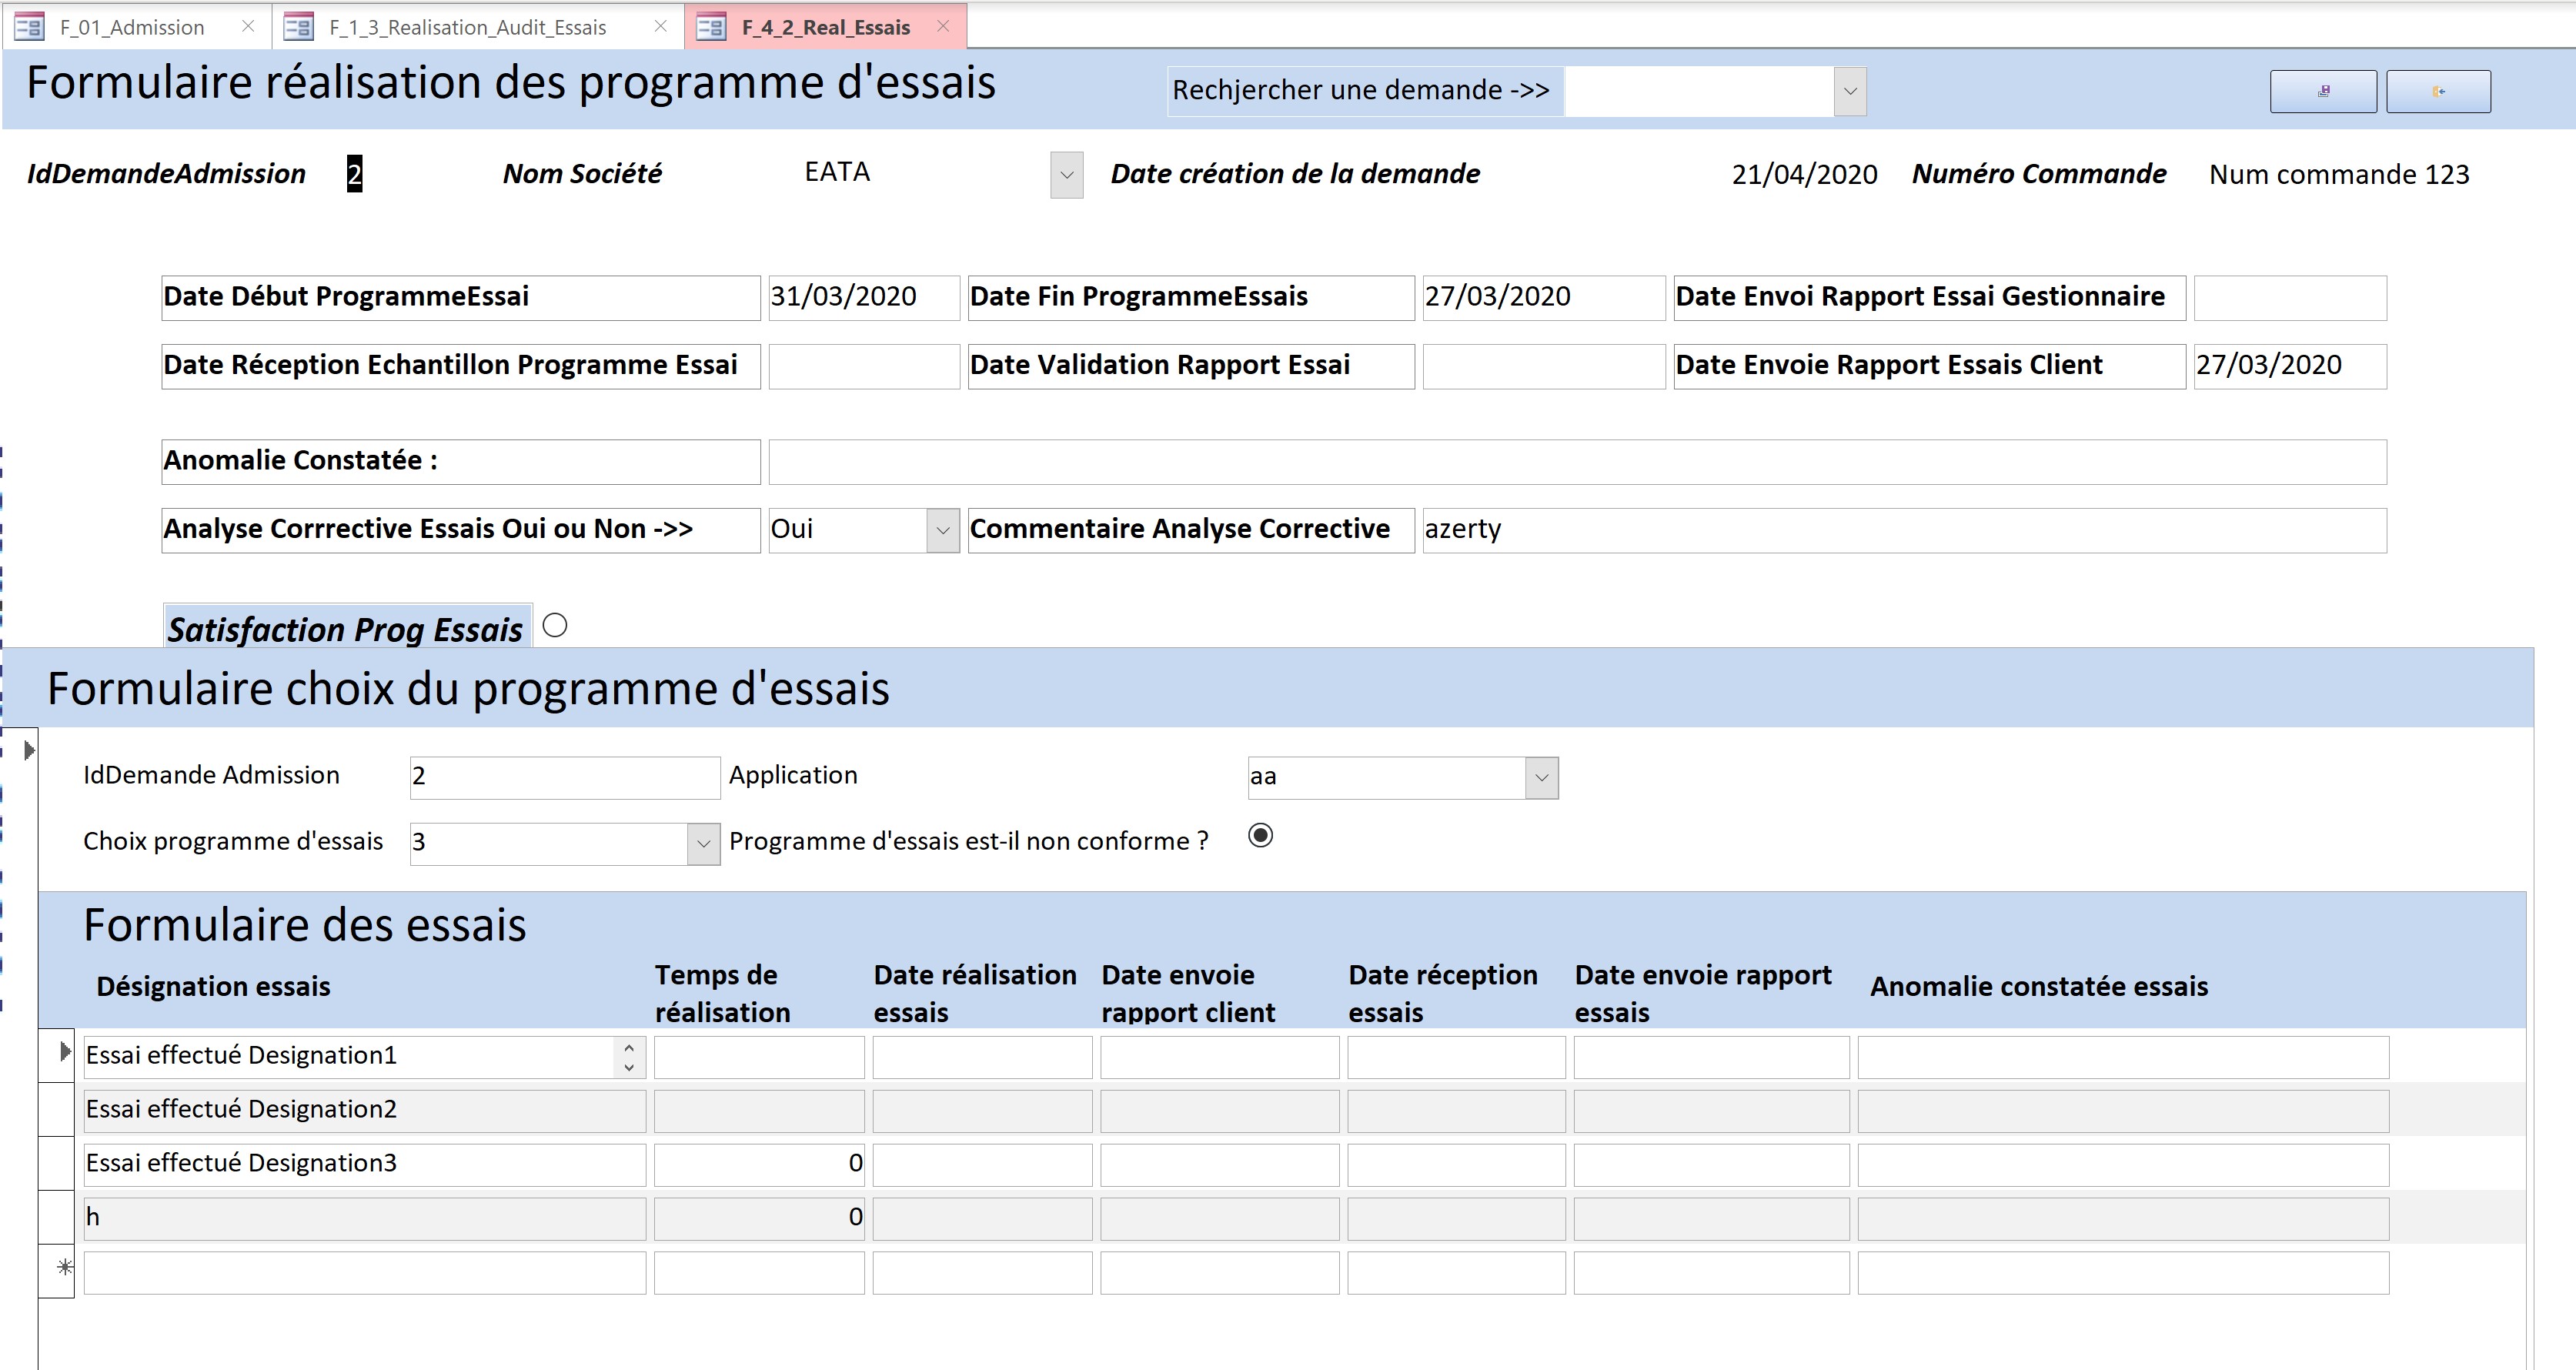 F_01_Admission
F_1_3_Realisation_Audit_Essais
F_4_2_Real_Essais
Formulaire réalisation des programme d'essais
Rechjercher une demande ->>
IdDemandeAdmission 2 Nom Société EATA Date création de la demande 21/04/2020 Numéro Commande Num commande 123
Date Début ProgrammeEssai 31/03/2020 Date Fin ProgrammeEssais 27/03/2020 Date Envoi Rapport Essai Gestionnaire
Date Réception Echantillon Programme Essai Date Validation Rapport Essai Date Envoie Rapport Essais Client 27/03/2020
Anomalie Constatée :
Analyse Corrrective Essais Oui ou Non ->> Oui Commentaire Analyse Corrective azerty
Satisfaction Prog Essais
Formulaire choix du programme d'essais
IdDemande Admission 2 Application aa
Choix programme d'essais 3 Programme d'essais est-il non conforme ?
Formulaire des essais
Désignation essais
Temps de
réalisation
Date réalisation
essais
Date envoie
rapport client
Date réception
essais
Date envoie rapport
essais
Anomalie constatée essais
Essai effectué Designation1
Essai effectué Designation2
Essai effectué Designation3 0
h 0